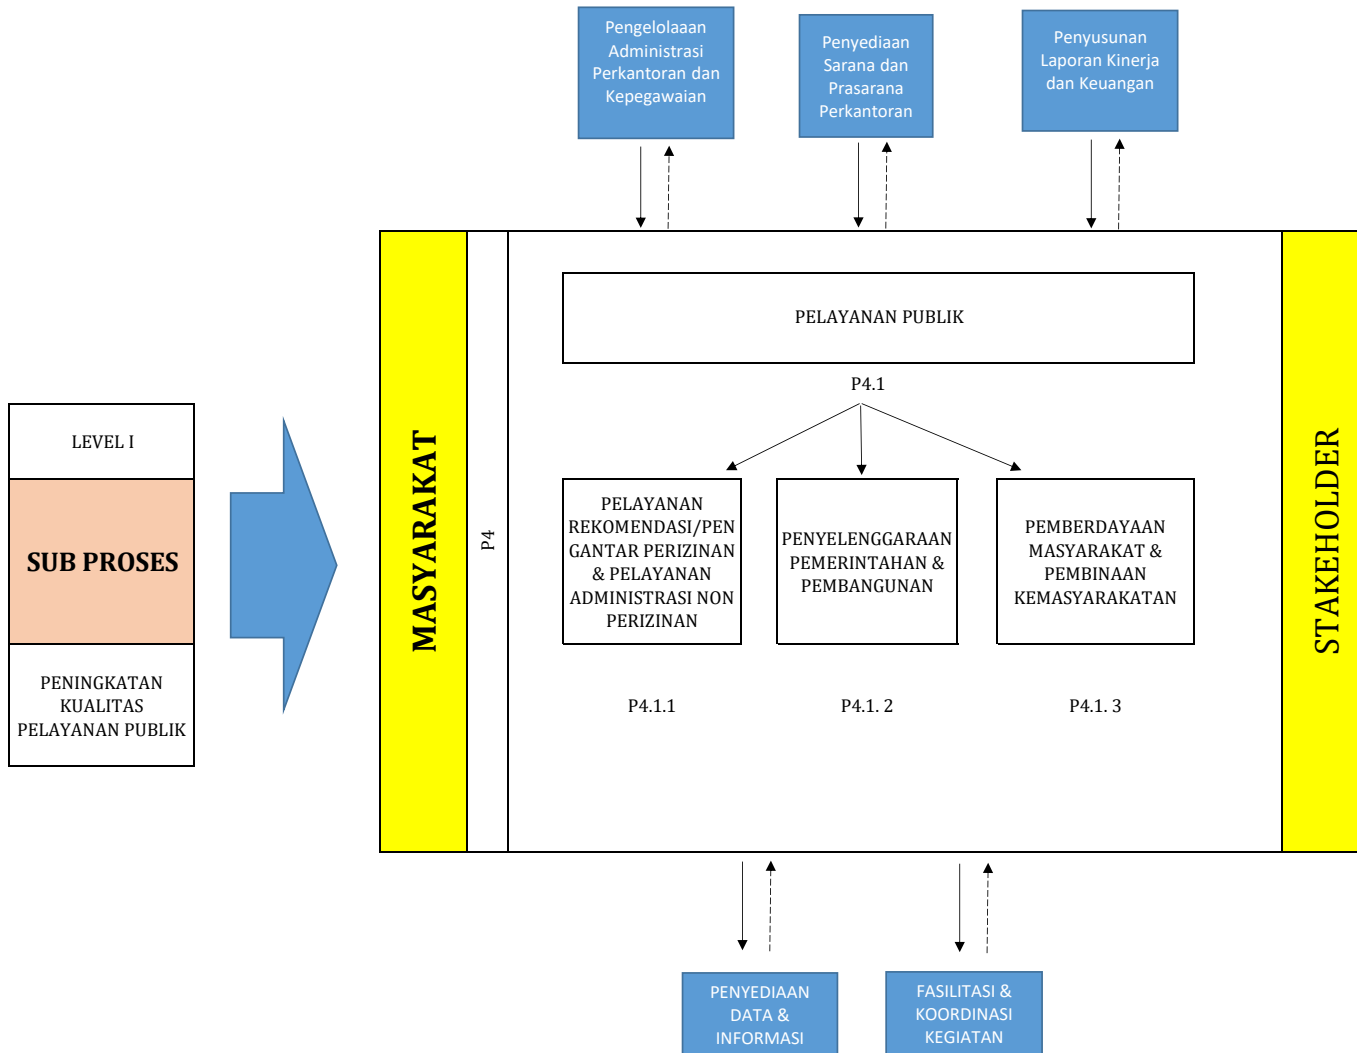 Pengelolaaan
Administrasi
Perkantoran dan
Kepegawaian
Penyediaan
Sarana dan
Prasarana
Perkantoran
Penyusunan
Laporan Kinerja
dan Keuangan
LEVEL I
SUB PROSES
PENINGKATAN
KUALITAS
PELAYANAN PUBLIK
MASYARAKAT
P4
PELAYANAN PUBLIK
P4.1
PELAYANAN
REKOMENDASI/PEN
GANTAR PERIZINAN
& PELAYANAN
ADMINISTRASI NON
PERIZINAN
PENYELENGGARAAN
PEMERINTAHAN &
PEMBANGUNAN
PEMBERDAYAAN
MASYARAKAT &
PEMBINAAN
KEMASYARAKATAN
P4.1.1
P4.1. 2
P4.1. 3
STAKEHOLDER
PENYEDIAAN
DATA &
INFORMASI
FASILITASI &
KOORDINASI
KEGIATAN